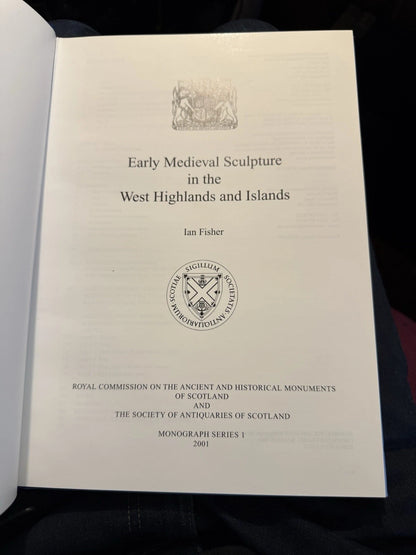 Early Medieval Sculpture
in the
West Highlands and Islands
Ian Fisher
SIGILLUM SOCIETATIS ANTIQUARIORUM SCOTIAE
ROYAL COMMISSION ON THE ANCIENT AND HISTORICAL MONUMENTS
OF SCOTLAND
AND
THE SOCIETY OF ANTIQUARIES OF SCOTLAND
MONOGRAPH SERIES 1
2001